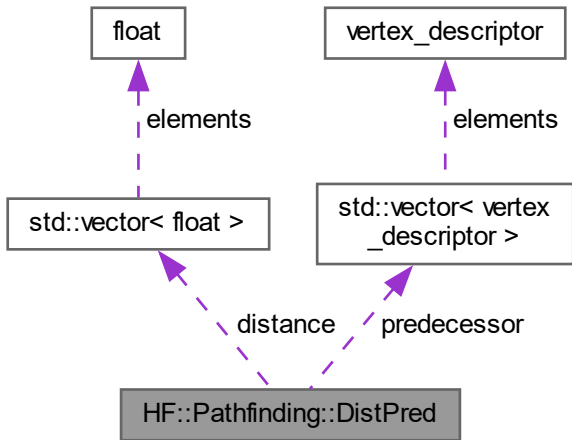 float
vertex_descriptor
elements
elements
std::vector< float >
std::vector< vertex
_descriptor >
distance
predecessor
HF::Pathfinding::DistPred